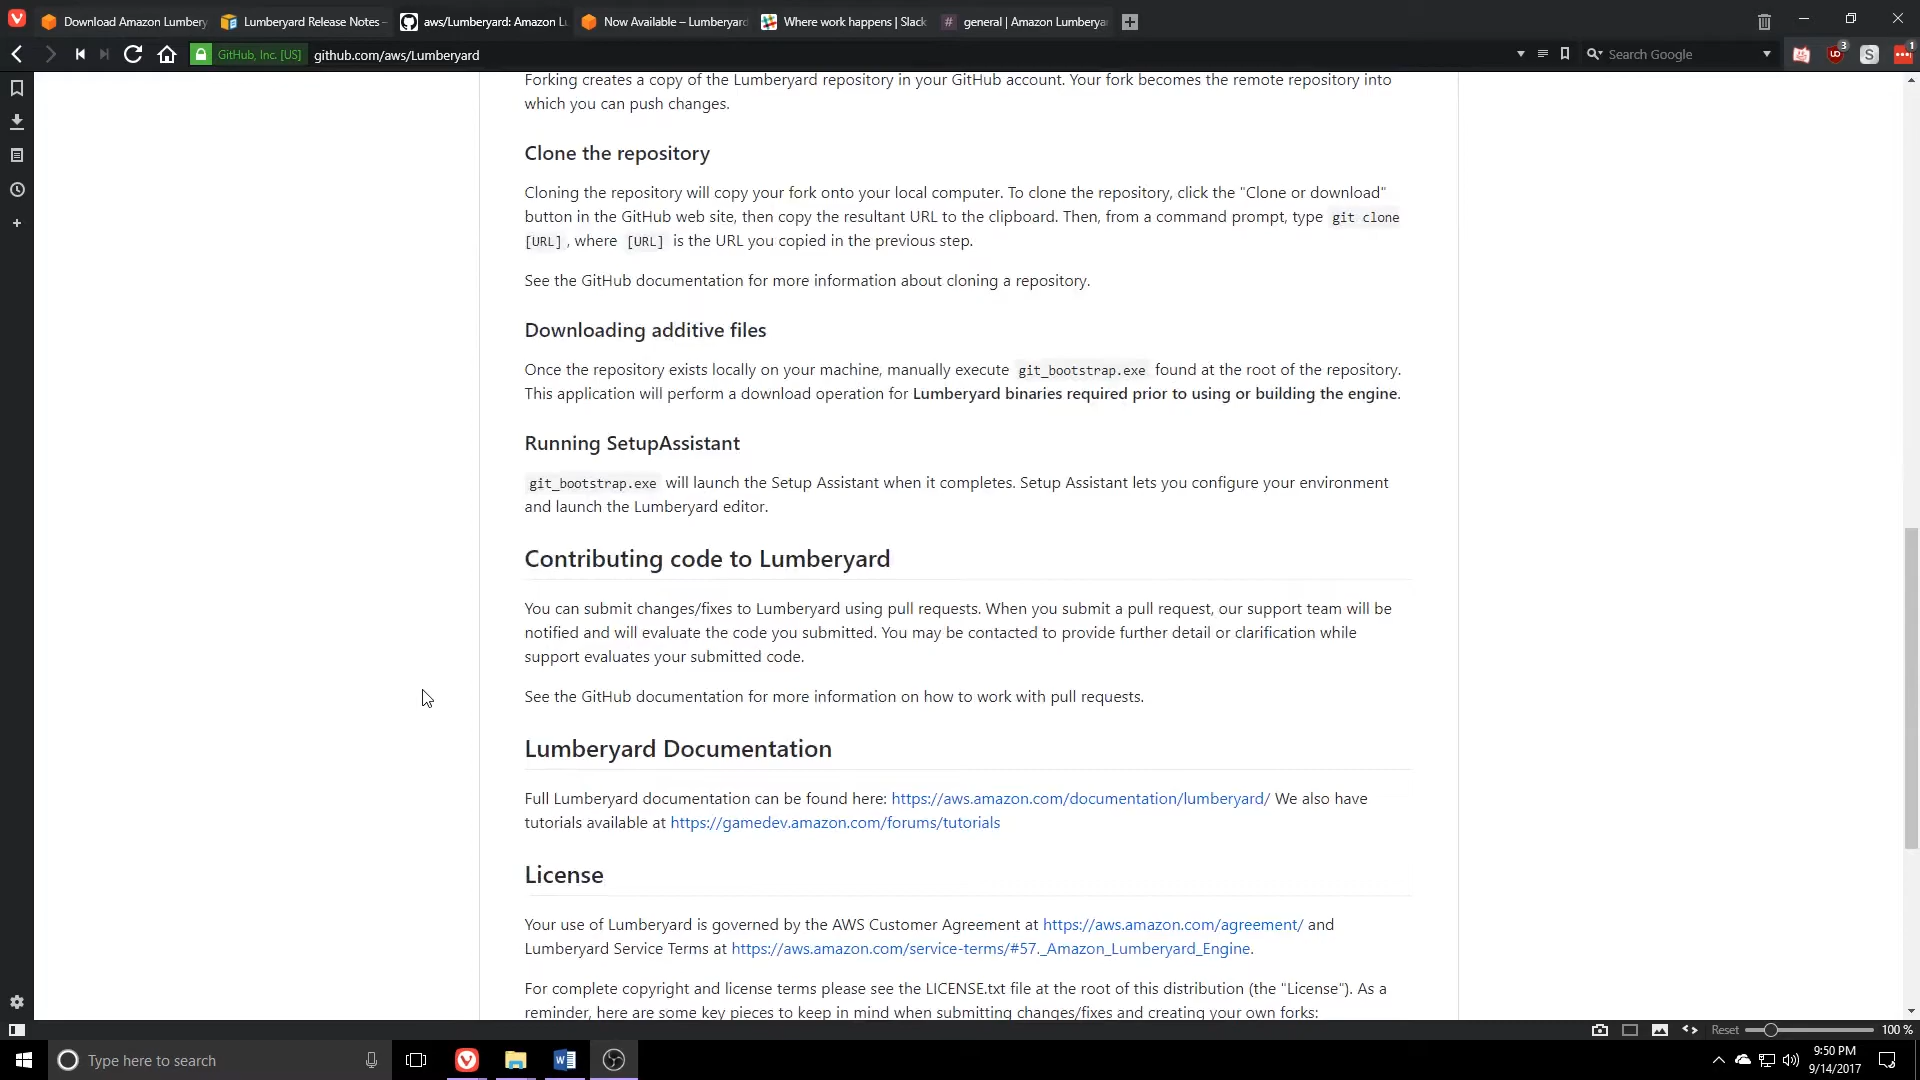 Download Amazon Lumbery
Lumberyard Release Notes –
aws/Lumberyard: Amazon L
Now Available – Lumberyard
Where work happens | Slack
# general | Amazon Lumberya
GitHub, Inc. [US]
github.com/aws/Lumberyard
Search Google
3
S
1
Forking creates a copy of the Lumberyard repository in your GitHub account. Your fork becomes the remote repository into
which you can push changes.
Clone the repository
Cloning the repository will copy your fork onto your local computer. To clone the repository, click the "Clone or download"
button in the GitHub web site, then copy the resultant URL to the clipboard. Then, from a command prompt, type git clone
[URL] , where [URL] is the URL you copied in the previous step.
See the GitHub documentation for more information about cloning a repository.
Downloading additive files
Once the repository exists locally on your machine, manually execute git_bootstrap.exe found at the root of the repository.
This application will perform a download operation for Lumberyard binaries required prior to using or building the engine.
Running SetupAssistant
git_bootstrap.exe will launch the Setup Assistant when it completes. Setup Assistant lets you configure your environment
and launch the Lumberyard editor.
Contributing code to Lumberyard
You can submit changes/fixes to Lumberyard using pull requests. When you submit a pull request, our support team will be
notified and will evaluate the code you submitted. You may be contacted to provide further detail or clarification while
support evaluates your submitted code.
See the GitHub documentation for more information on how to work with pull requests.
Lumberyard Documentation
Full Lumberyard documentation can be found here: https://aws.amazon.com/documentation/lumberyard/ We also have
tutorials available at https://gamedev.amazon.com/forums/tutorials
License
Your use of Lumberyard is governed by the AWS Customer Agreement at https://aws.amazon.com/agreement/ and
Lumberyard Service Terms at https://aws.amazon.com/service-terms/#57._Amazon_Lumberyard_Engine.
For complete copyright and license terms please see the LICENSE.txt file at the root of this distribution (the "License"). As a
reminder, here are some key pieces to keep in mind when submitting changes/fixes and creating your own forks:
Reset
100 %
Type here to search
9:50 PM
9/14/2017